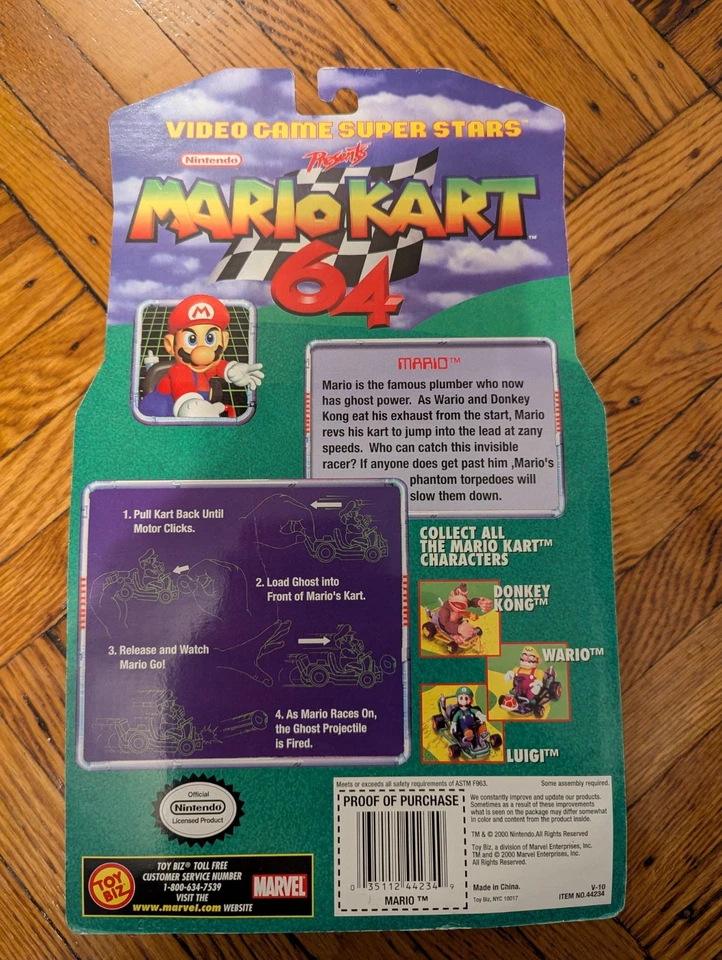 VIDEO GAME SUPER STARS™
Nintendo
Presents
MARIO KART™
64
M
MARIO™
Mario is the famous plumber who now
has ghost power. As Wario and Donkey
Kong eat his exhaust from the start, Mario
revs his kart to jump into the lead at zany
speeds. Who can catch this invisible
racer? If anyone does get past him ,Mario's
phantom torpedoes will
slow them down.
1. Pull Kart Back Until
Motor Clicks.
2. Load Ghost into
Front of Mario's Kart.
3. Release and Watch
Mario Go!
4. As Mario Races On,
the Ghost Projectile
is Fired.
COLLECT ALL
THE MARIO KART™
CHARACTERS
DONKEY
KONG™
WARIO™
LUIGI™
Official
Nintendo
Licensed Product
TOY
BIZ
TOY BIZ® TOLL FREE
CUSTOMER SERVICE NUMBER
1-800-634-7539
VISIT THE
www.marvel.com WEBSITE
MARVEL
Meets or exceeds all safety requirements of ASTM F963.
Some assembly required.
PROOF OF PURCHASE
0 35112 44234 9
MARIO ™
We constantly improve and update our products.
Sometimes as a result of these improvements
what is seen on the package may differ somewhat
in color and content from the product inside.
TM & © 2000 Nintendo.All Rights Reserved
Toy Biz, a division of Marvel Enterprises, Inc.
TM and © 2000 Marvel Enterprises, Inc.
All Rights Reserved
Made in China.
Toy Biz, NYC 10017
V-10
ITEM NO.44234